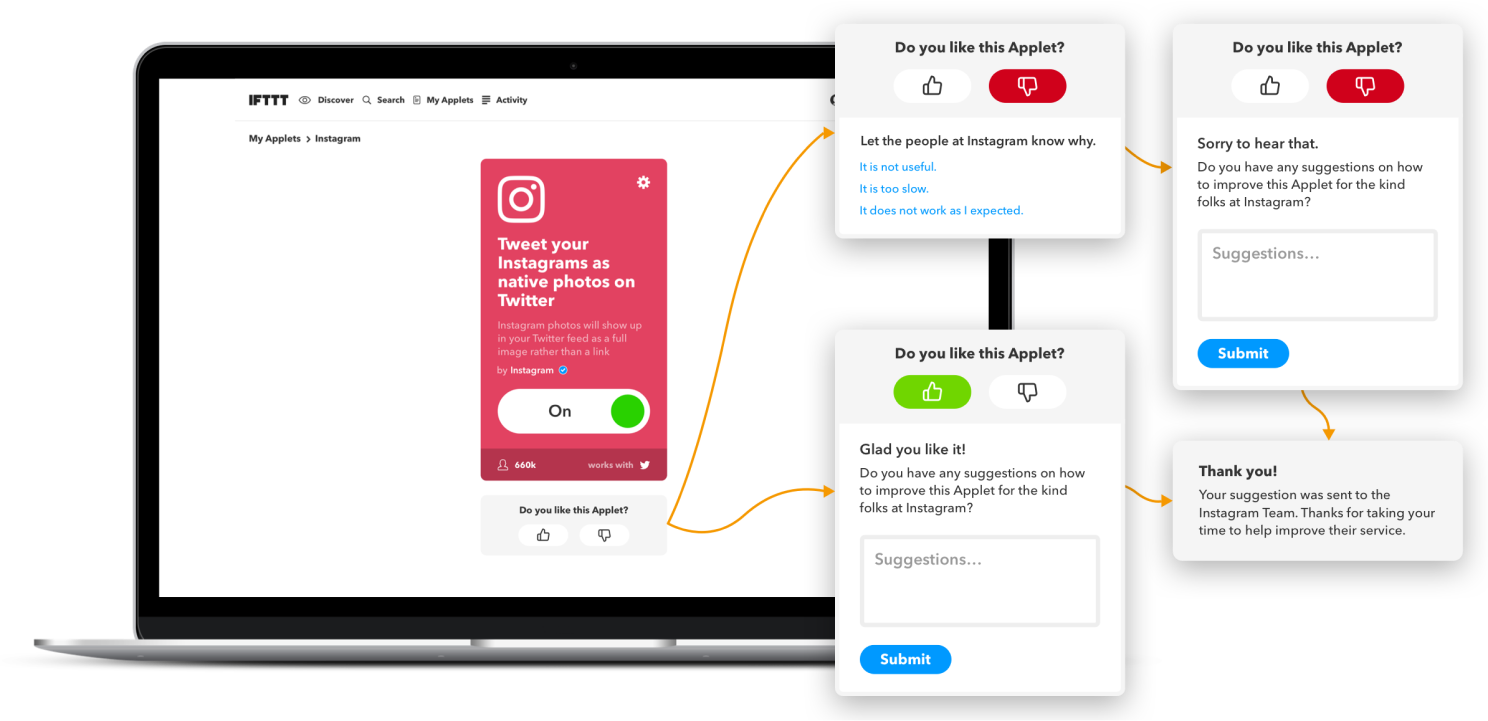 IFTTT Discover Search My Applets Activity
My Applets > Instagram
Tweet your
Instagrams as
native photos on
Twitter
Instagram photos will show up
in your Twitter feed as a full
image rather than a link
by Instagram
On
660k works with
Do you like this Applet?
Do you like this Applet?
Let the people at Instagram know why.
It is not useful.
It is too slow.
It does not work as I expected.
Do you like this Applet?
Sorry to hear that.
Do you have any suggestions on how
to improve this Applet for the kind
folks at Instagram?
Suggestions...
Submit
Do you like this Applet?
Glad you like it!
Do you have any suggestions on how
to improve this Applet for the kind
folks at Instagram?
Suggestions...
Submit
Thank you!
Your suggestion was sent to the
Instagram Team. Thanks for taking your
time to help improve their service.